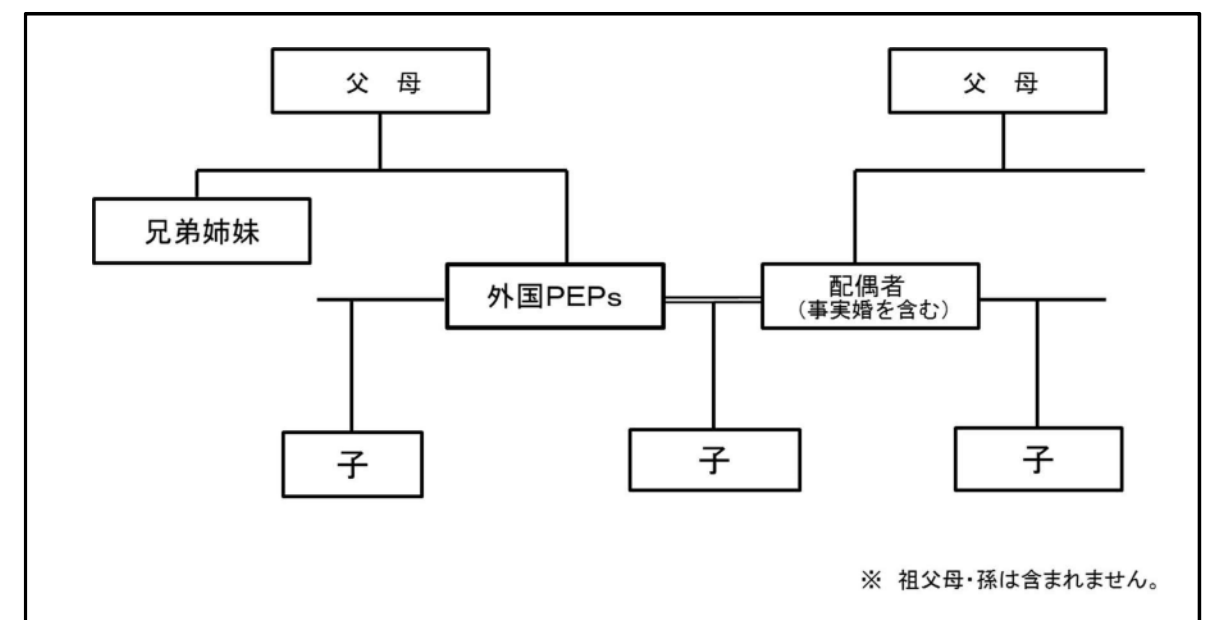 父　母
父　母
兄弟姉妹
外国PEPs
配偶者
（事実婚を含む）
子
子
子
※　祖父母・孫は含まれません。